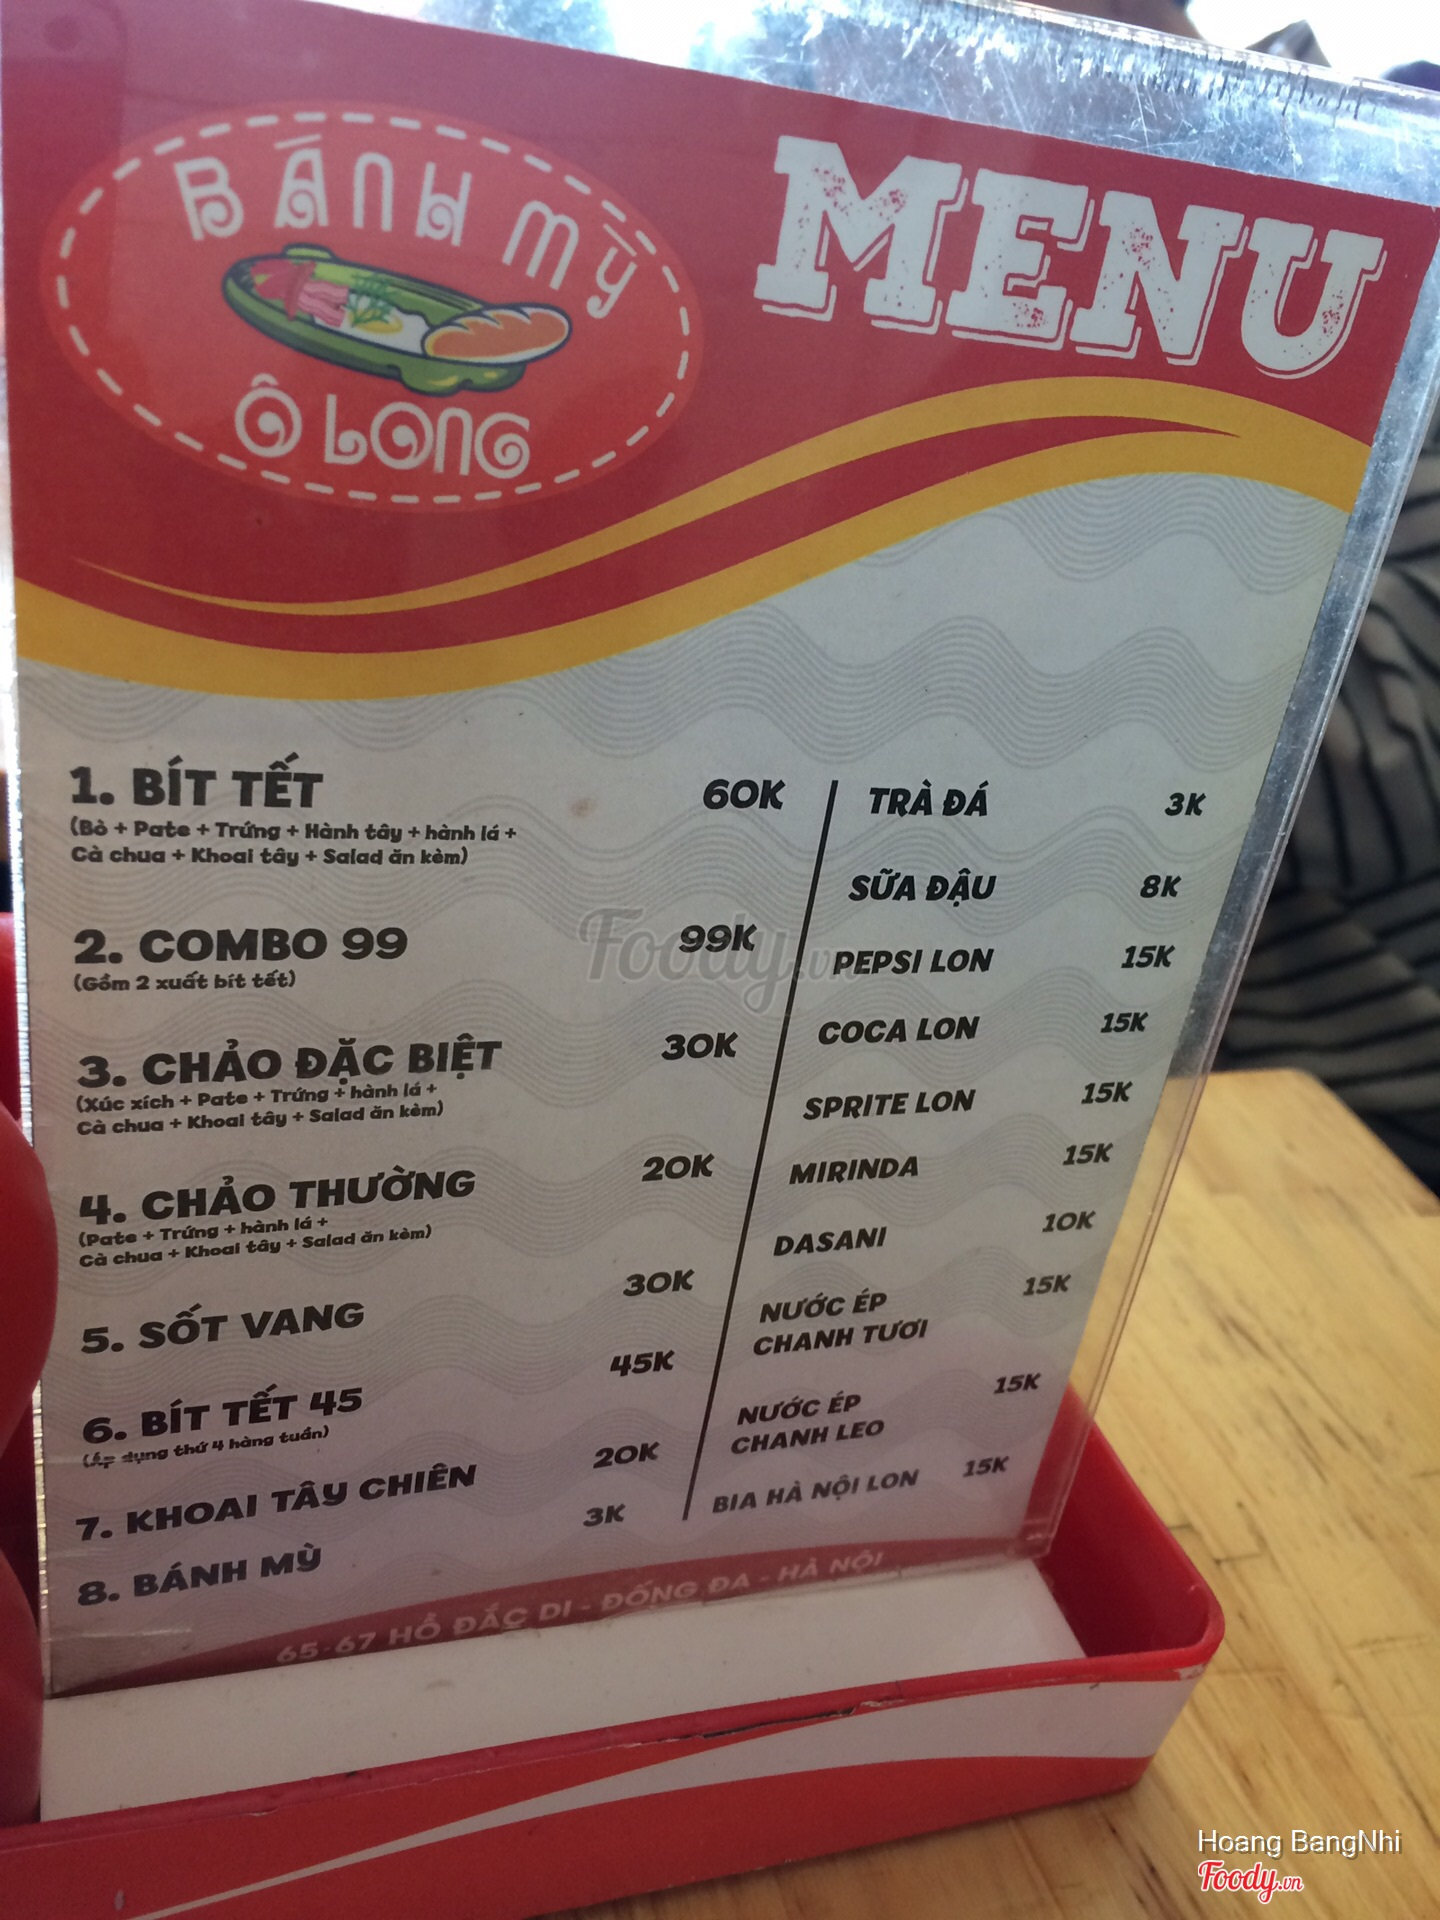 BÁNH MỲ
Ô LONG
MENU
1. BÍT TẾT 60K
(Bò + Pate + Trứng + Hành tây + hành lá +
Cà chua + Khoai tây + Salad ăn kèm)
2. COMBO 99 99K
(Gồm 2 xuất bít tết)
3. CHẢO ĐẶC BIỆT 30K
(Xúc xích + Pate + Trứng + hành lá +
Cà chua + Khoai tây + Salad ăn kèm)
4. CHẢO THƯỜNG 20K
(Pate + Trứng + hành lá +
Cà chua + Khoai tây + Salad ăn kèm)
5. SỐT VANG 30K
6. BÍT TẾT 45 45K
(Áp dụng thứ 4 hàng tuần)
7. KHOAI TÂY CHIÊN 20K
8. BÁNH MỲ 3K
TRÀ ĐÁ 3K
SỮA ĐẬU 8K
PEPSI LON 15K
COCA LON 15K
SPRITE LON 15K
MIRINDA 15K
DASANI 10K
NƯỚC ÉP 15K
CHANH TƯƠI
NƯỚC ÉP 15K
CHANH LEO
BIA HÀ NỘI LON 15K
65-67 HỒ ĐẮC DI - ĐỐNG ĐA - HÀ NỘI
Foody.vn
Hoang BangNhi
Foody.vn